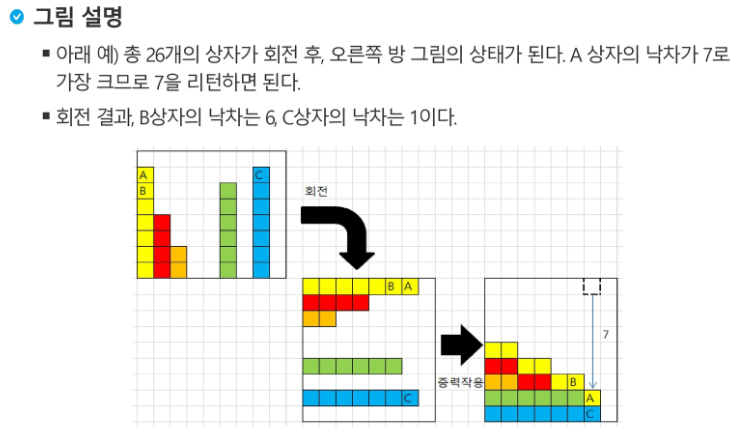 그림 설명
아래 예) 총 26개의 상자가 회전 후, 오른쪽 방 그림의 상태가 된다. A 상자의 낙차가 7로
가장 크므로 7을 리턴하면 된다.
회전 결과, B상자의 낙차는 6, C상자의 낙차는 1이다.
A
C
B
회전
B A
7
중력작용
B
C
A
C